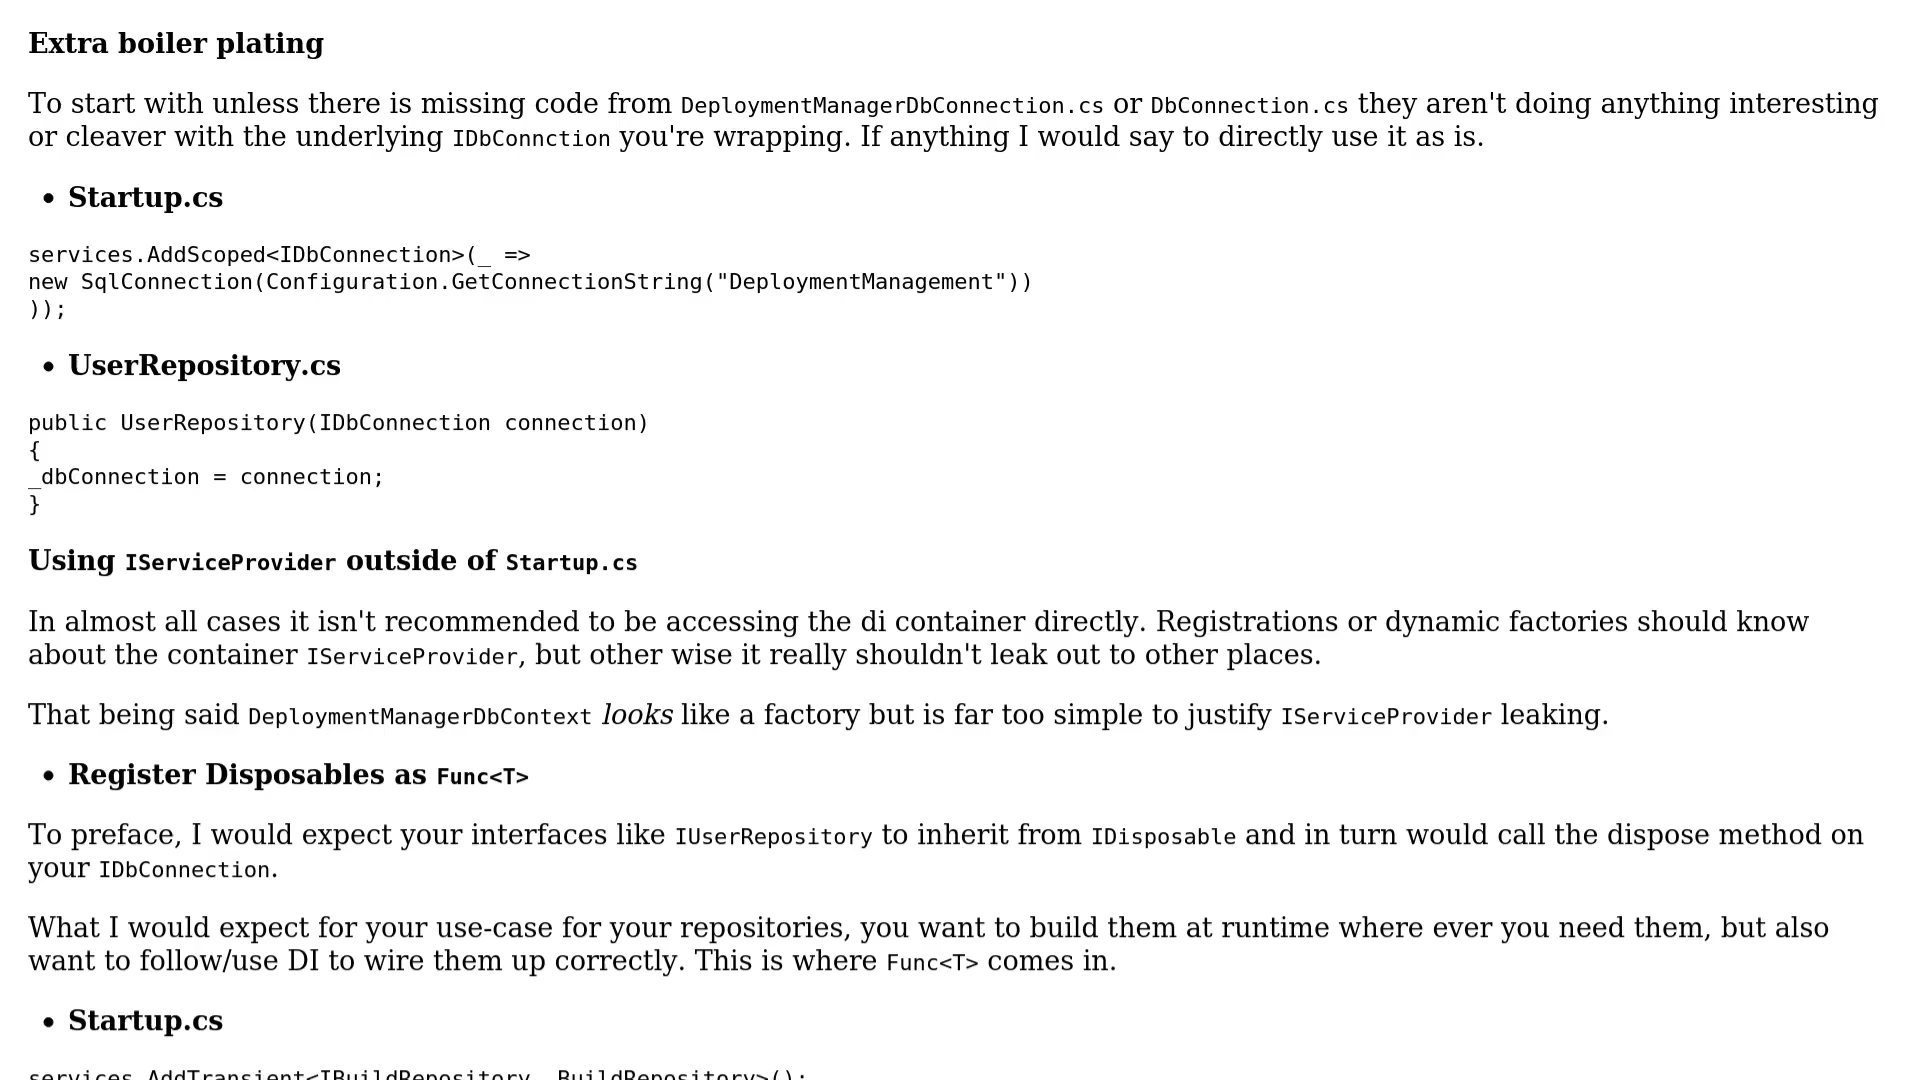 Extra boiler plating
To start with unless there is missing code from DeploymentManagerDbConnection.cs or DbConnection.cs they aren't doing anything interesting
or cleaver with the underlying IDbConnction you're wrapping. If anything I would say to directly use it as is.
• Startup.cs
services.AddScoped<IDbConnection>(_ =>
new SqlConnection(Configuration.GetConnectionString("DeploymentManagement"))
));
• UserRepository.cs
public UserRepository(IDbConnection connection)
{
_dbConnection = connection;
}
Using IServiceProvider outside of Startup.cs
In almost all cases it isn't recommended to be accessing the di container directly. Registrations or dynamic factories should know
about the container IServiceProvider, but other wise it really shouldn't leak out to other places.
That being said DeploymentManagerDbContext looks like a factory but is far too simple to justify IServiceProvider leaking.
• Register Disposables as Func<T>
To preface, I would expect your interfaces like IUserRepository to inherit from IDisposable and in turn would call the dispose method on
your IDbConnection.
What I would expect for your use-case for your repositories, you want to build them at runtime where ever you need them, but also
want to follow/use DI to wire them up correctly. This is where Func<T> comes in.
• Startup.cs
services.AddTransient<IBuildRepository, BuildRepository>();